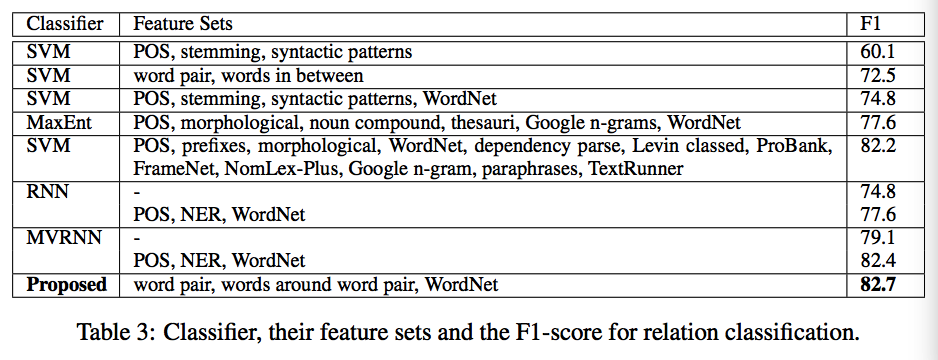 Classifier Feature Sets F1
SVM POS, stemming, syntactic patterns 60.1
SVM word pair, words in between 72.5
SVM POS, stemming, syntactic patterns, WordNet 74.8
MaxEnt POS, morphological, noun compound, thesauri, Google n-grams, WordNet 77.6
SVM POS, prefixes, morphological, WordNet, dependency parse, Levin classed, ProBank, 82.2
FrameNet, NomLex-Plus, Google n-gram, paraphrases, TextRunner
RNN - 74.8
POS, NER, WordNet 77.6
MVRNN - 79.1
POS, NER, WordNet 82.4
Proposed word pair, words around word pair, WordNet 82.7
Table 3: Classifier, their feature sets and the F1-score for relation classification.